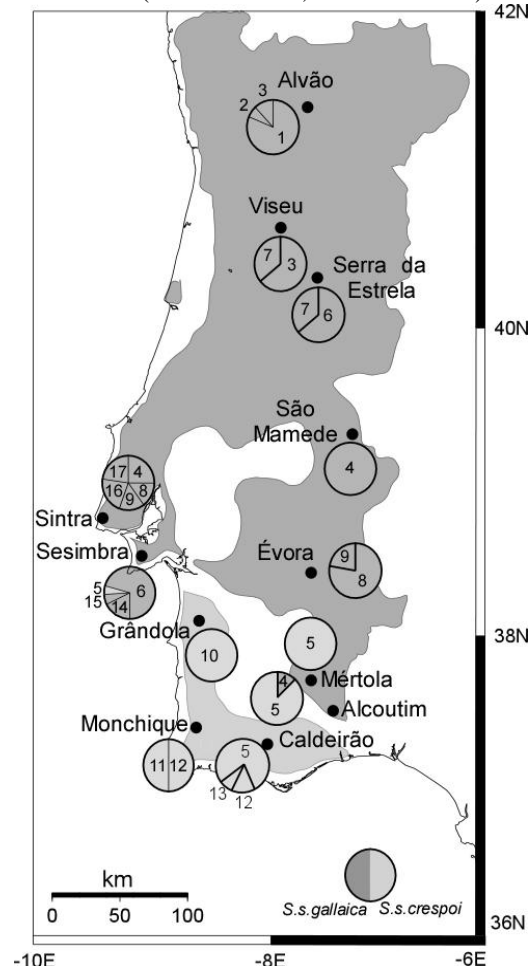 42N
Alvão
3
2
1
Viseu
7 3
Serra da
Estrela
7 6
40N
São
Mamede
4
17 4
16 8
9
Sintra
Sesimbra
Évora
9
8
5
15
14
6
Grândola
38N
10
5
Mértola
4
5
Alcoutim
Monchique
Caldeirão
11 12
5
13
12
km
0 50 100
S.s.gallaica S.s.crespoi
36N
-10E -8E -6E